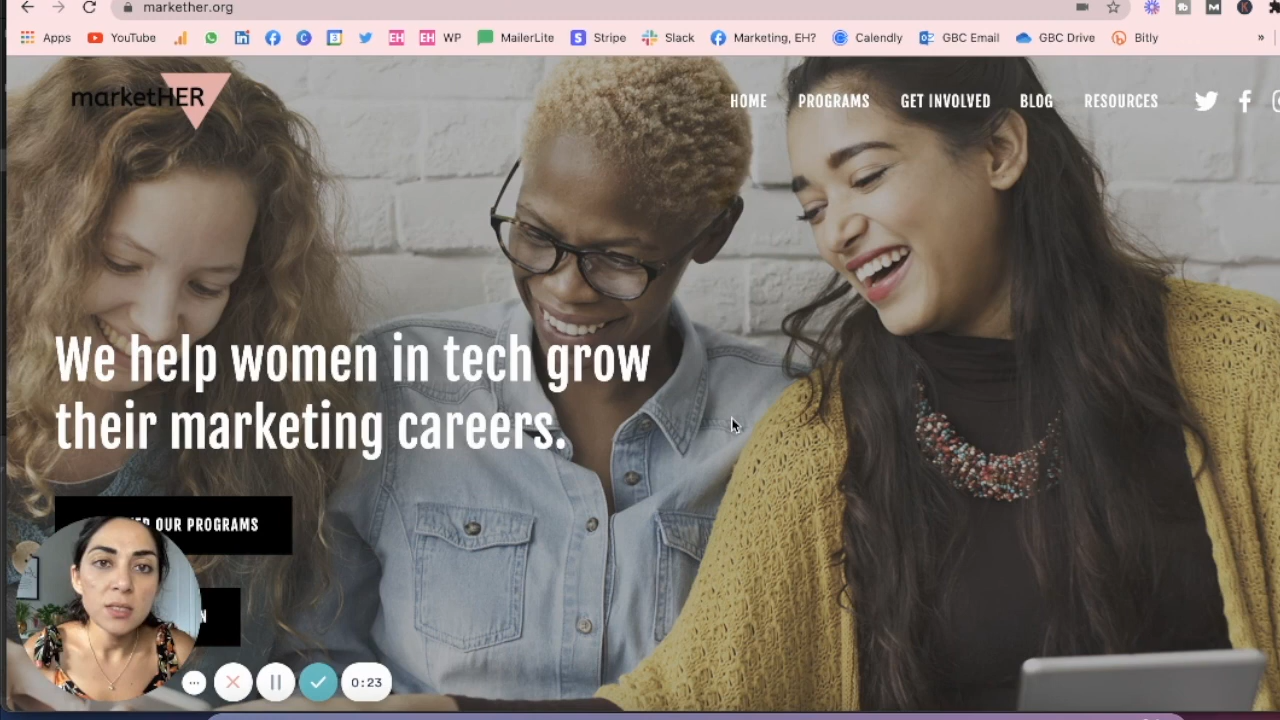 markether.org
Apps YouTube WP MailerLite Stripe Slack Marketing, EH? Calendly GBC Email GBC Drive Bitly »
marketHER
HOME PROGRAMS GET INVOLVED BLOG RESOURCES
We help women in tech grow
their marketing careers.
OUR PROGRAMS
0:23